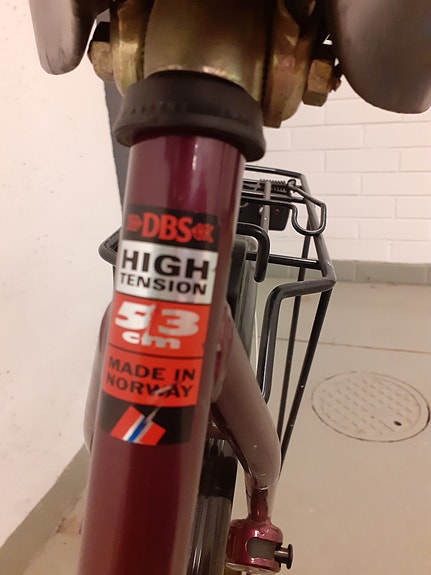 DBS
HIGH
TENSION
53
cm
MADE IN
NORWAY